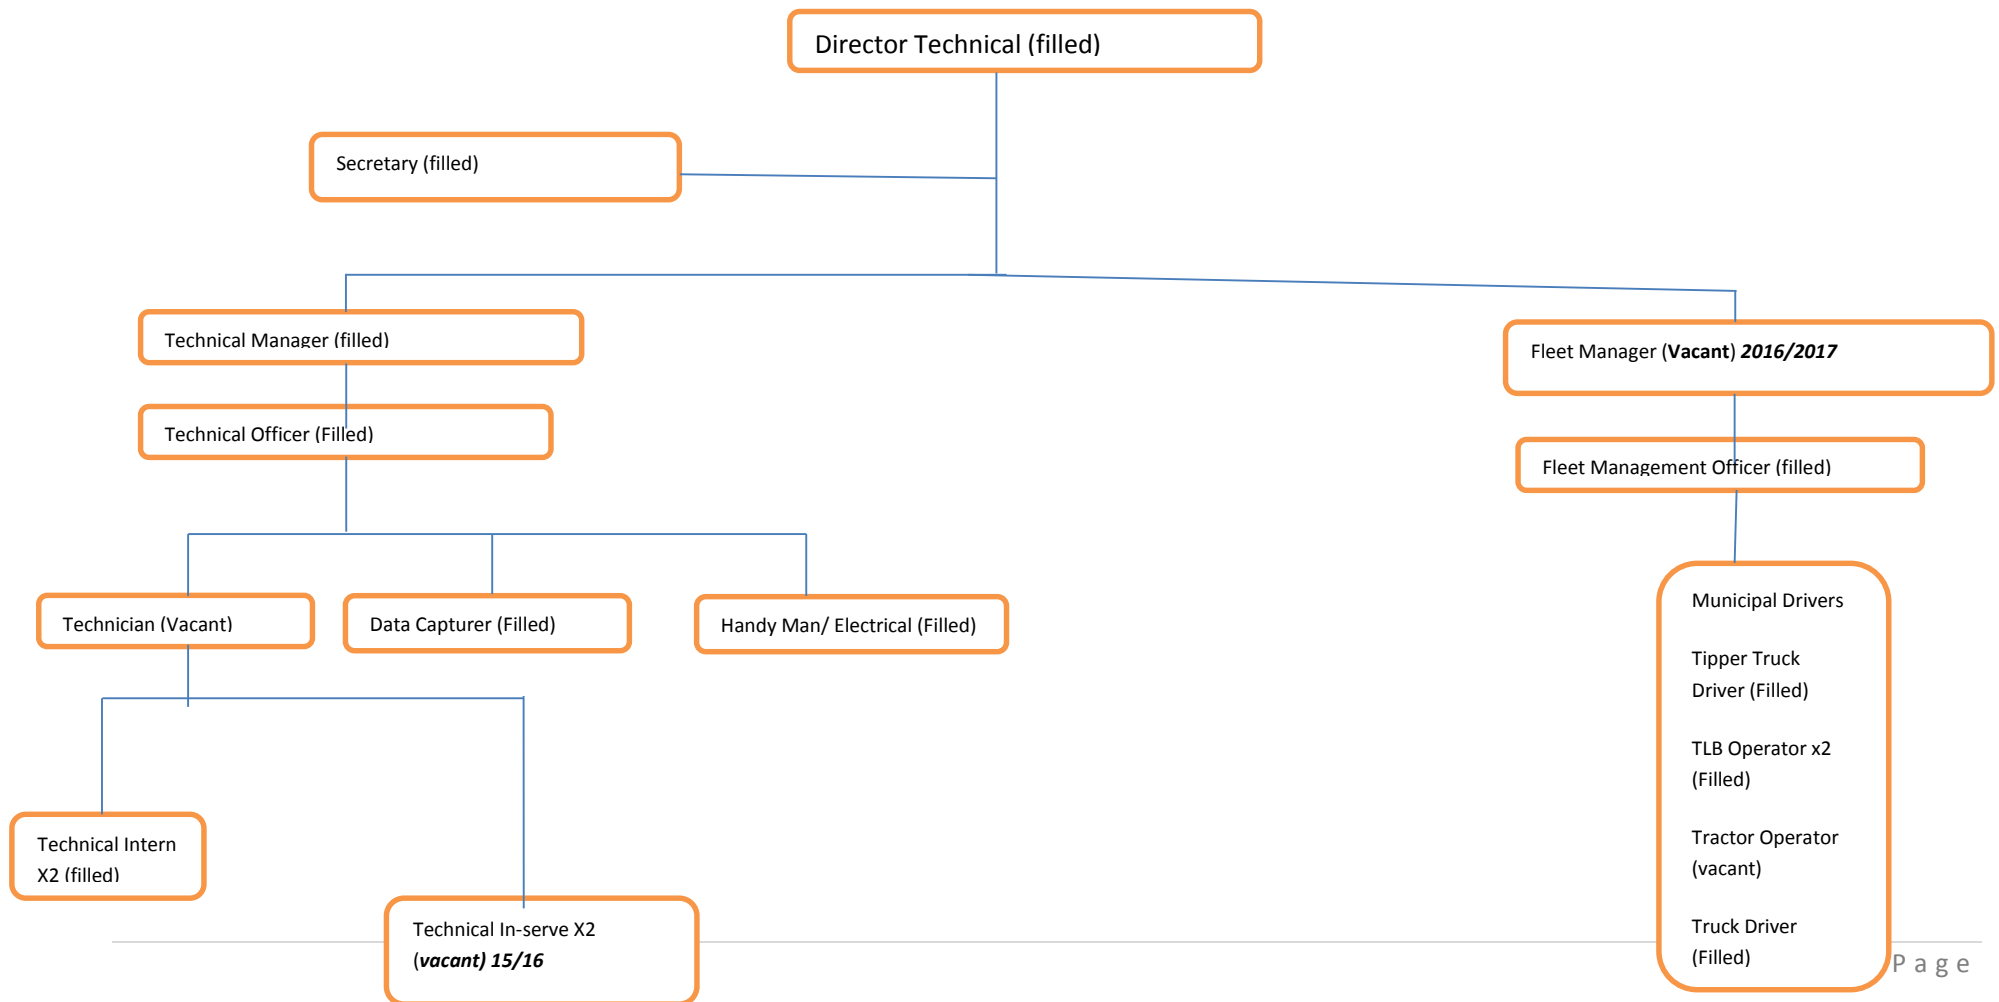 Director Technical (filled)
Secretary (filled)
Technical Manager (filled)
Fleet Manager (Vacant) 2016/2017
Technical Officer (Filled)
Fleet Management Officer (filled)
Technician (Vacant)
Data Capturer (Filled)
Handy Man/ Electrical (Filled)
Municipal Drivers
Tipper Truck
Driver (Filled)
TLB Operator x2
(Filled)
Tractor Operator
(vacant)
Truck Driver
(Filled)
Technical Intern
X2 (filled)
Technical In-serve X2
(vacant) 15/16
Page